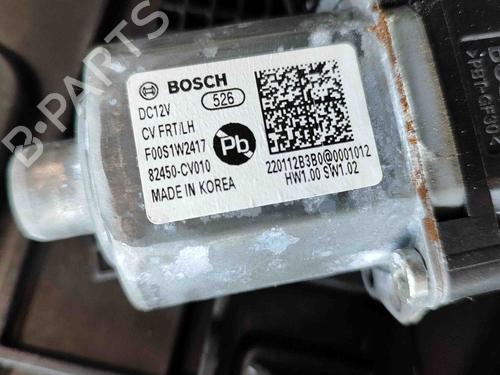 B-PARTS
BOSCH
DC12V
526
CV FRT/LH
F00S1W2417
82450-CV010
MADE IN KOREA
Pb
220112B3B0@0001012
HW1.00 SW1.02